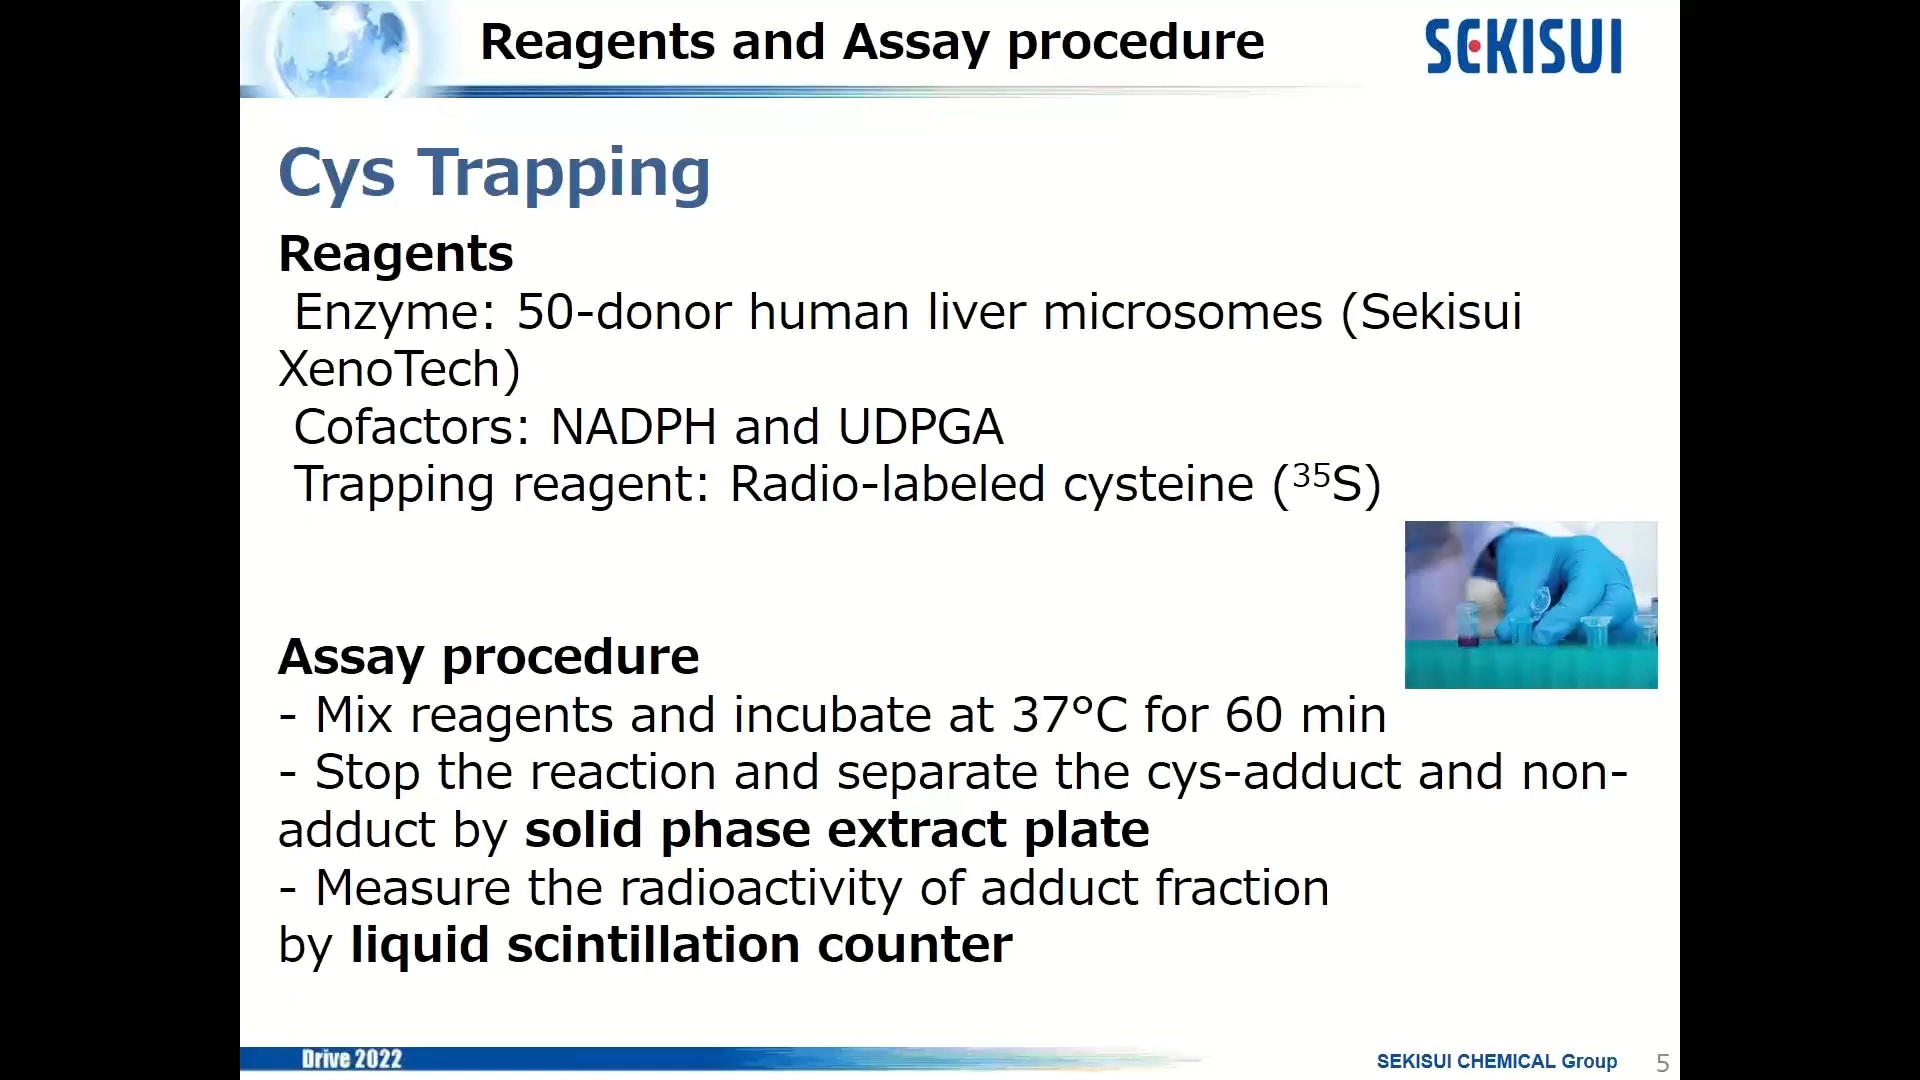 Reagents and Assay procedure
SEKISUI
Cys Trapping
Reagents
Enzyme: 50-donor human liver microsomes (Sekisui
XenoTech)
Cofactors: NADPH and UDPGA
Trapping reagent: Radio-labeled cysteine (³⁵S)
Assay procedure
- Mix reagents and incubate at 37°C for 60 min
- Stop the reaction and separate the cys-adduct and non-
adduct by solid phase extract plate
- Measure the radioactivity of adduct fraction
by liquid scintillation counter
Drive 2022
SEKISUI CHEMICAL Group
5